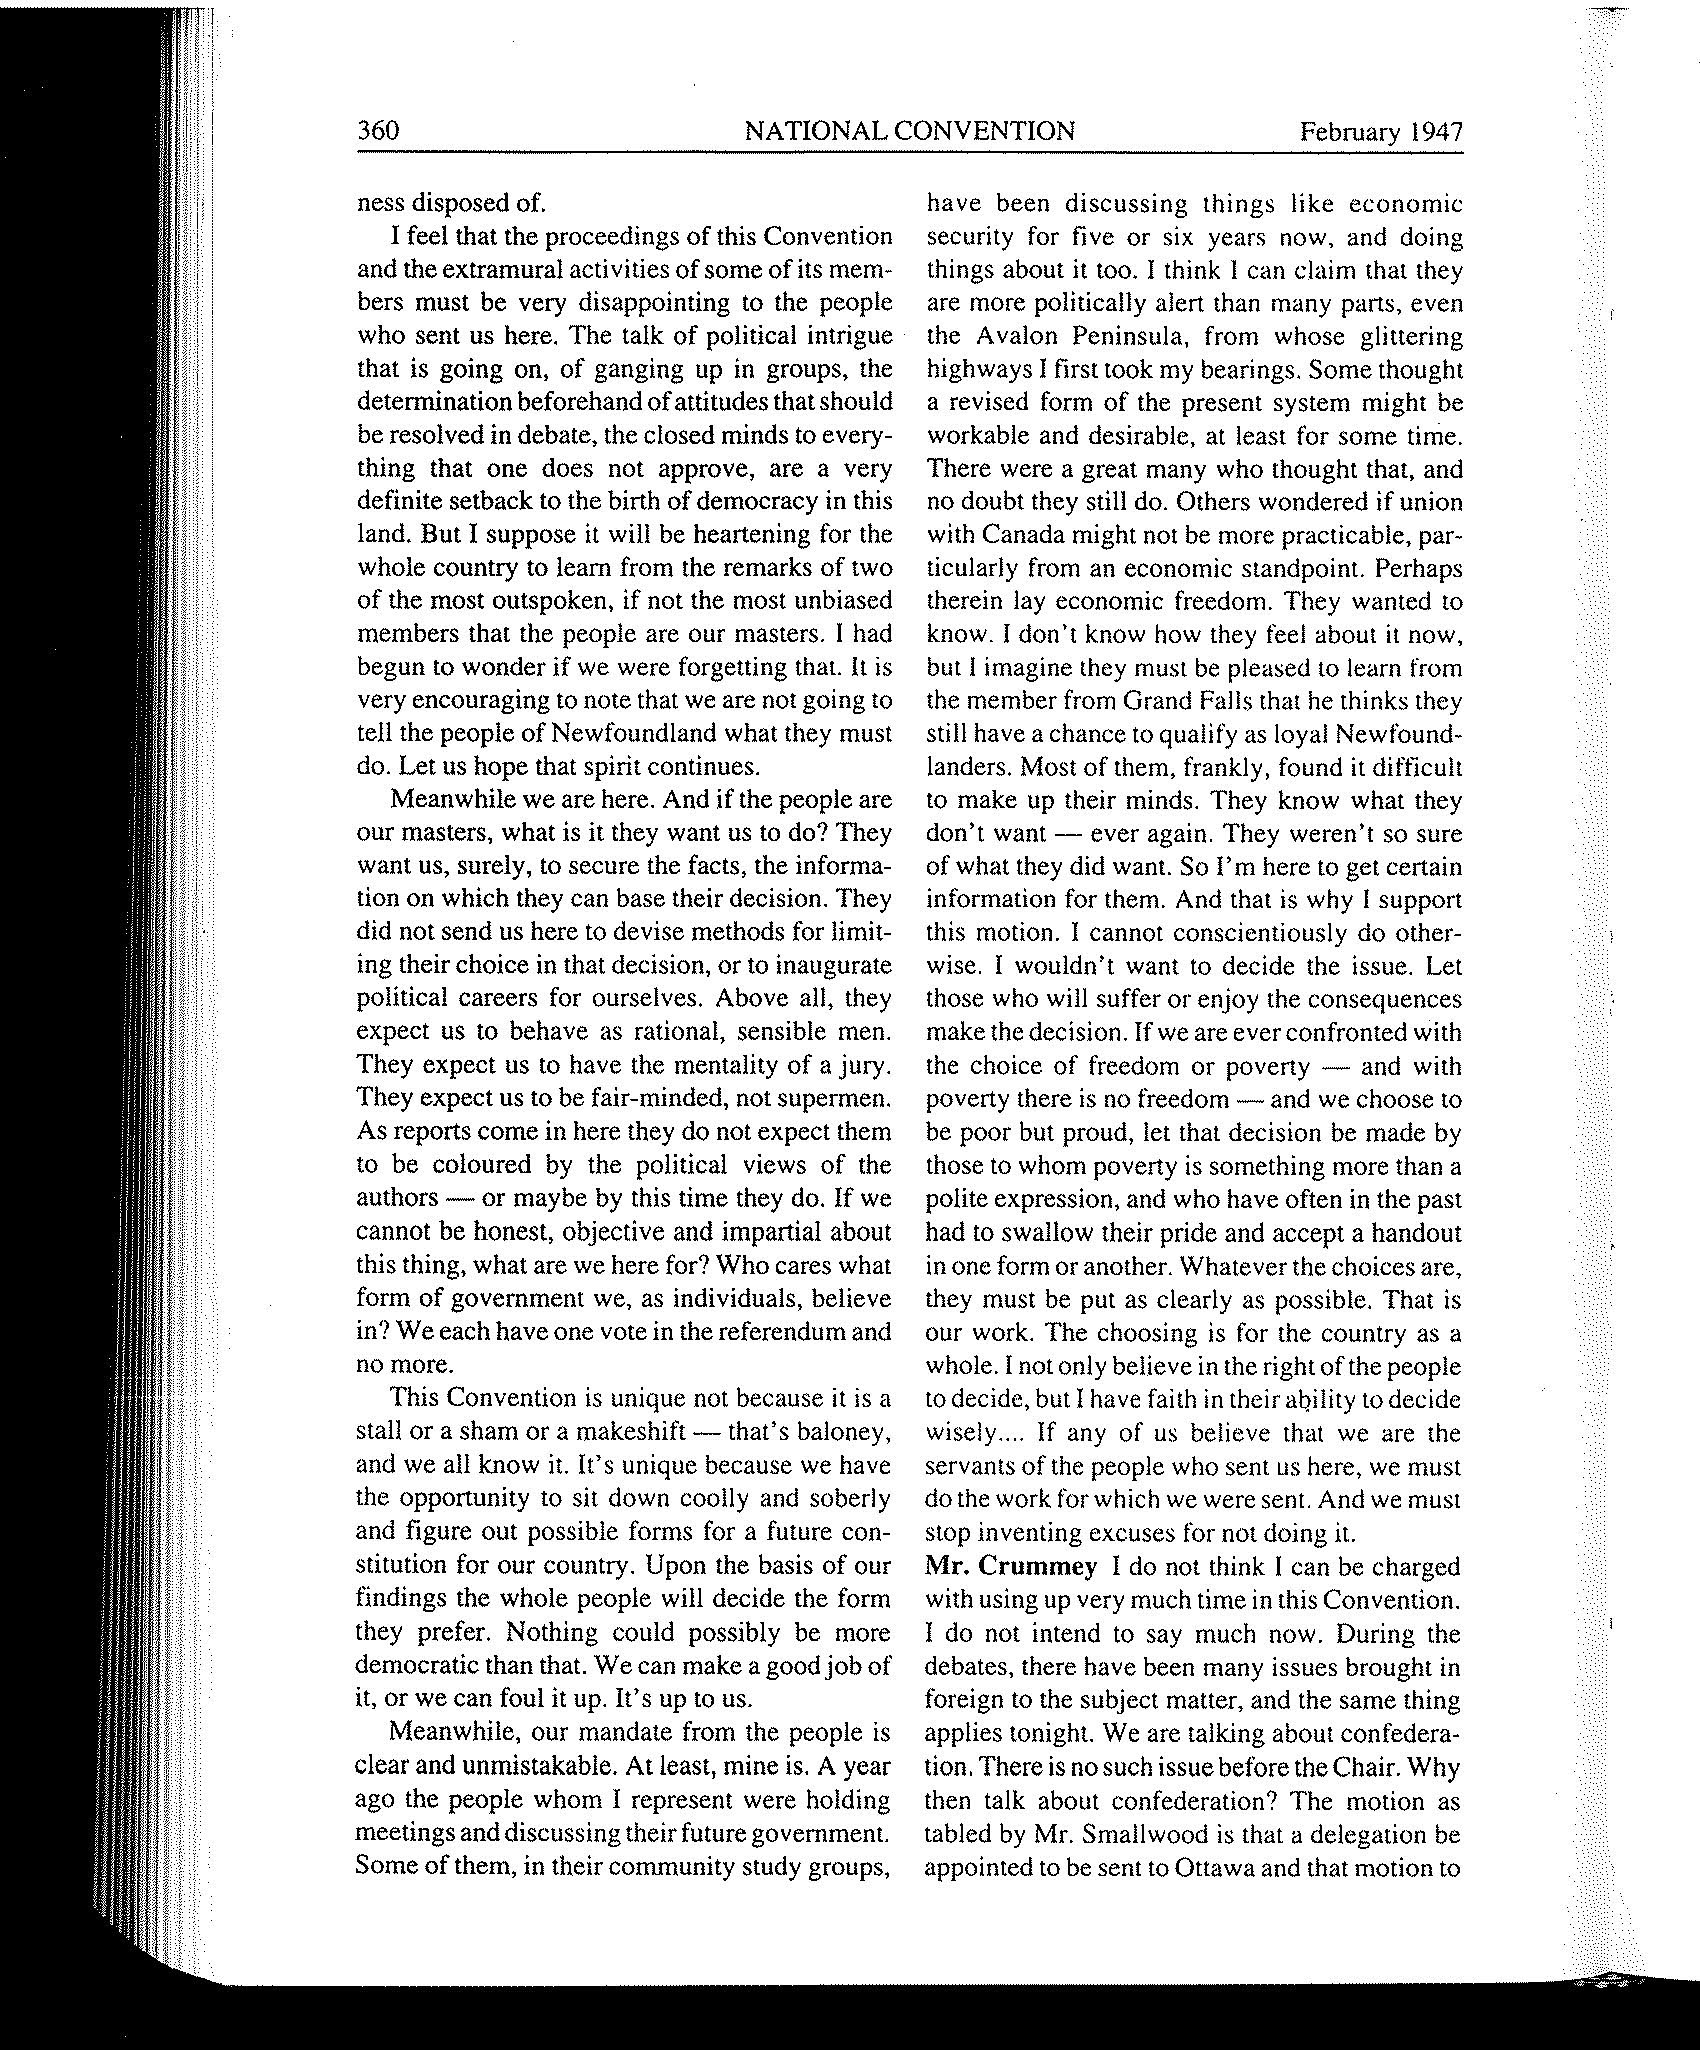 360 NATIONAL CONVENTION February 1947
ness disposed of.
I feel that the proceedings of this Convention
and the extramural activities of some of its mem-
bers must be very disappointing to the people
who sent us here. The talk of political intrigue
that is going on, of ganging up in groups, the
determination beforehand of attitudes that should
be resolved in debate, the closed minds to every-
thing that one does not approve, are a very
definite setback to the birth of democracy in this
land. But I suppose it will be heartening for the
whole country to learn from the remarks of two
of the most outspoken, if not the most unbiased
members that the people are our masters. I had
begun to wonder if we were forgetting that. It is
very encouraging to note that we are not going to
tell the people of Newfoundland what they must
do. Let us hope that spirit continues.
Meanwhile we are here. And if the people are
our masters, what is it they want us to do? They
want us, surely, to secure the facts, the informa-
tion on which they can base their decision. They
did not send us here to devise methods for limit-
ing their choice in that decision, or to inaugurate
political careers for ourselves. Above all, they
expect us to behave as rational, sensible men.
They expect us to have the mentality of a jury.
They expect us to be fair-minded, not supermen.
As reports come in here they do not expect them
to be coloured by the political views of the
authors — or maybe by this time they do. If we
cannot be honest, objective and impartial about
this thing, what are we here for? Who cares what
form of government we, as individuals, believe
in? We each have one vote in the referendum and
no more.
This Convention is unique not because it is a
stall or a sham or a makeshift — that's baloney,
and we all know it. It's unique because we have
the opportunity to sit down coolly and soberly
and figure out possible forms for a future con-
stitution for our country. Upon the basis of our
findings the whole people will decide the form
they prefer. Nothing could possibly be more
democratic than that. We can make a good job of
it, or we can foul it up. It's up to us.
Meanwhile, our mandate from the people is
clear and unmistakable. At least, mine is. A year
ago the people whom I represent were holding
meetings and discussing their future government.
Some of them, in their community study groups,
have been discussing things like economic
security for five or six years now, and doing
things about it too. I think I can claim that they
are more politically alert than many parts, even
the Avalon Peninsula, from whose glittering
highways I first took my bearings. Some thought
a revised form of the present system might be
workable and desirable, at least for some time.
There were a great many who thought that, and
no doubt they still do. Others wondered if union
with Canada might not be more practicable, par-
ticularly from an economic standpoint. Perhaps
therein lay economic freedom. They wanted to
know. I don't know how they feel about it now,
but I imagine they must be pleased to learn from
the member from Grand Falls that he thinks they
still have a chance to qualify as loyal Newfound-
landers. Most of them, frankly, found it difficult
to make up their minds. They know what they
don't want — ever again. They weren't so sure
of what they did want. So I'm here to get certain
information for them. And that is why I support
this motion. I cannot conscientiously do other-
wise. I wouldn't want to decide the issue. Let
those who will suffer or enjoy the consequences
make the decision. If we are ever confronted with
the choice of freedom or poverty — and with
poverty there is no freedom — and we choose to
be poor but proud, let that decision be made by
those to whom poverty is something more than a
polite expression, and who have often in the past
had to swallow their pride and accept a handout
in one form or another. Whatever the choices are,
they must be put as clearly as possible. That is
our work. The choosing is for the country as a
whole. I not only believe in the right of the people
to decide, but I have faith in their ability to decide
wisely.... If any of us believe that we are the
servants of the people who sent us here, we must
do the work for which we were sent. And we must
stop inventing excuses for not doing it.
Mr. Crummey I do not think I can be charged
with using up very much time in this Convention.
I do not intend to say much now. During the
debates, there have been many issues brought in
foreign to the subject matter, and the same thing
applies tonight. We are talking about confedera-
tion. There is no such issue before the Chair. Why
then talk about confederation? The motion as
tabled by Mr. Smallwood is that a delegation be
appointed to be sent to Ottawa and that motion to